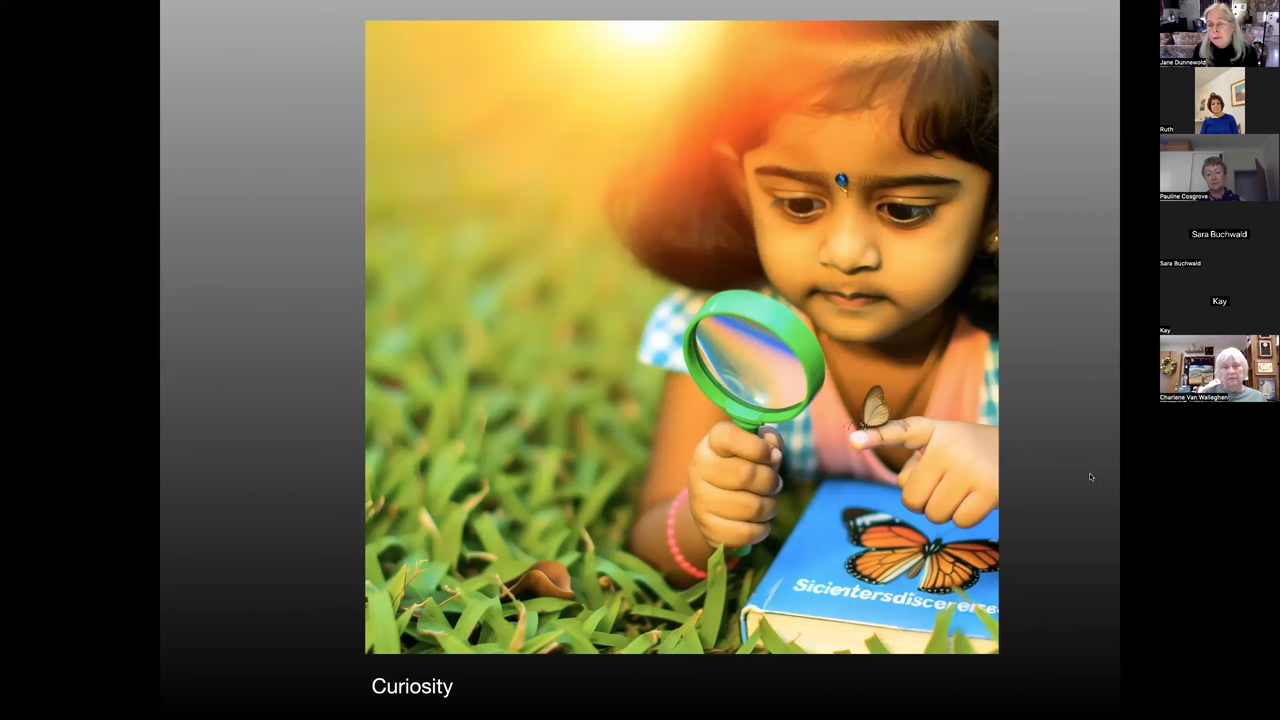 Sicientersdiscerere
Curiosity
Jane Dunnewold
Ruth
Pauline Cosgrove
Sara Buchwald
Sara Buchwald
Kay
Kay
Charlene Van Walleghen